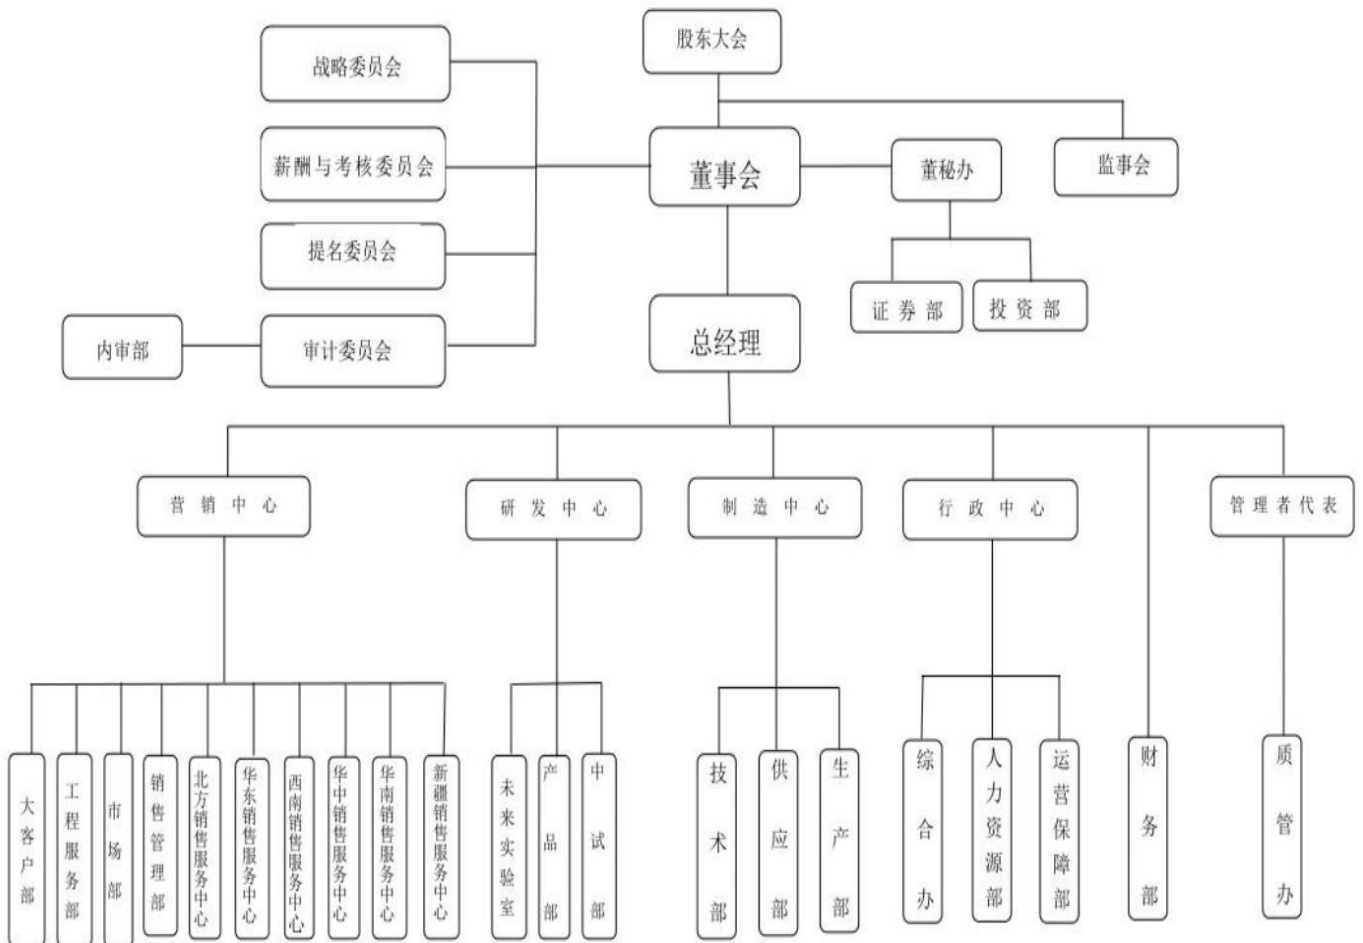 股东大会
战略委员会
薪酬与考核委员会
董事会
董秘办
监事会
提名委员会
证券部
投资部
内审部
审计委员会
总经理
营销中心
研发中心
制造中心
行政中心
管理者代表
大客户部
工程服务部
市场部
销售管理部
北方销售服务中心
华东销售服务中心
西南销售服务中心
华中销售服务中心
华南销售服务中心
新疆销售服务中心
未来实验室
产品部
中试部
技术部
供应部
生产部
综合办
人力资源部
运营保障部
财务部
质管办